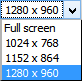 1280 x 960
Full screen
1024 x 768
1152 x 864
1280 x 960